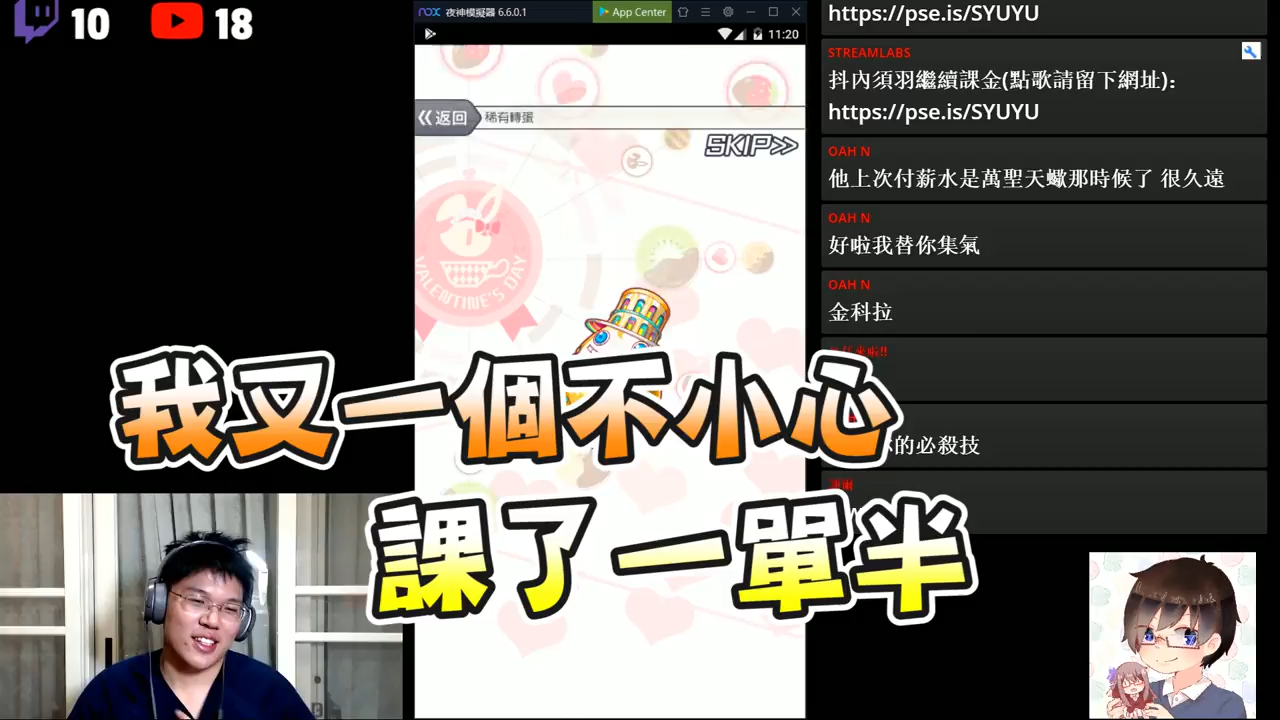 10
18
nox 夜神模擬器 6.6.0.1
App Center
11:20
返回
稀有轉蛋
SKIP>>
VALENTINE'S DAY
https://pse.is/SYUYU
STREAMLABS
抖內須羽繼續課金(點歌請留下網址):
https://pse.is/SYUYU
OAH N
他上次付薪水是萬聖天蠍那時候了 很久遠
OAH N
好啦我替你集氣
OAH N
金科拉
的必殺技
我又一個不小心
課了一單半